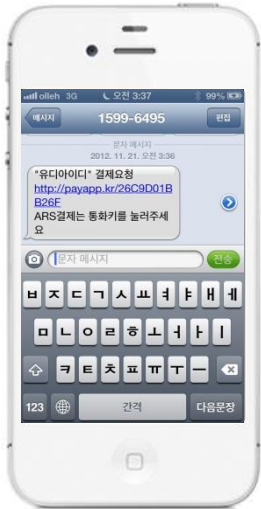 olleh 3G 오전 3:37 99%
메시지 1599-6495 편집
문자 메시지
2012. 11. 21. 오전 3:36
"유디아이디" 결제요청
http://payapp.kr/26C9D01B
B26F
ARS결제는 통화키를 눌러주세
요
문자 메시지 전송
ㅂ ㅈ ㄷ ㄱ ㅅ ㅛ ㅕ ㅑ ㅐ ㅔ
ㅁ ㄴ ㅇ ㄹ ㅎ ㅗ ㅓ ㅏ ㅣ
ㅋ ㅌ ㅊ ㅍ ㅠ ㅜ ㅡ
123 간격 다음문장